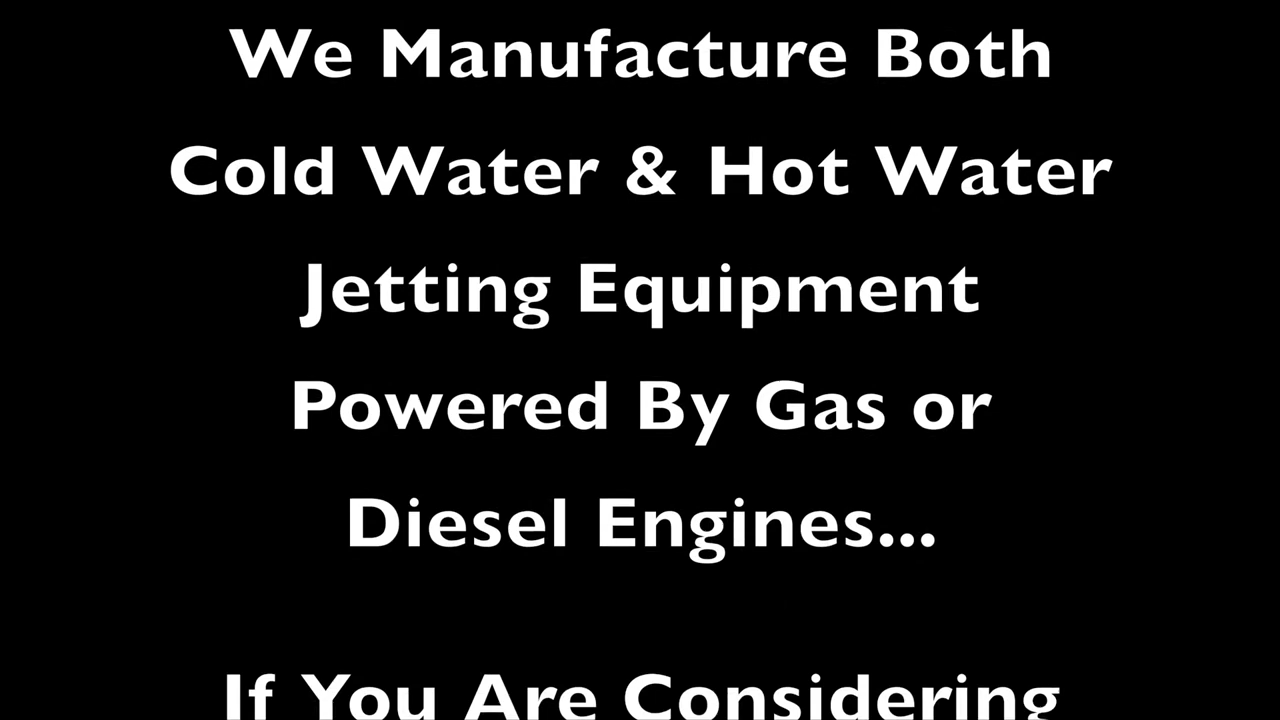 We Manufacture Both
Cold Water & Hot Water
Jetting Equipment
Powered By Gas or
Diesel Engines...
If You Are Considering